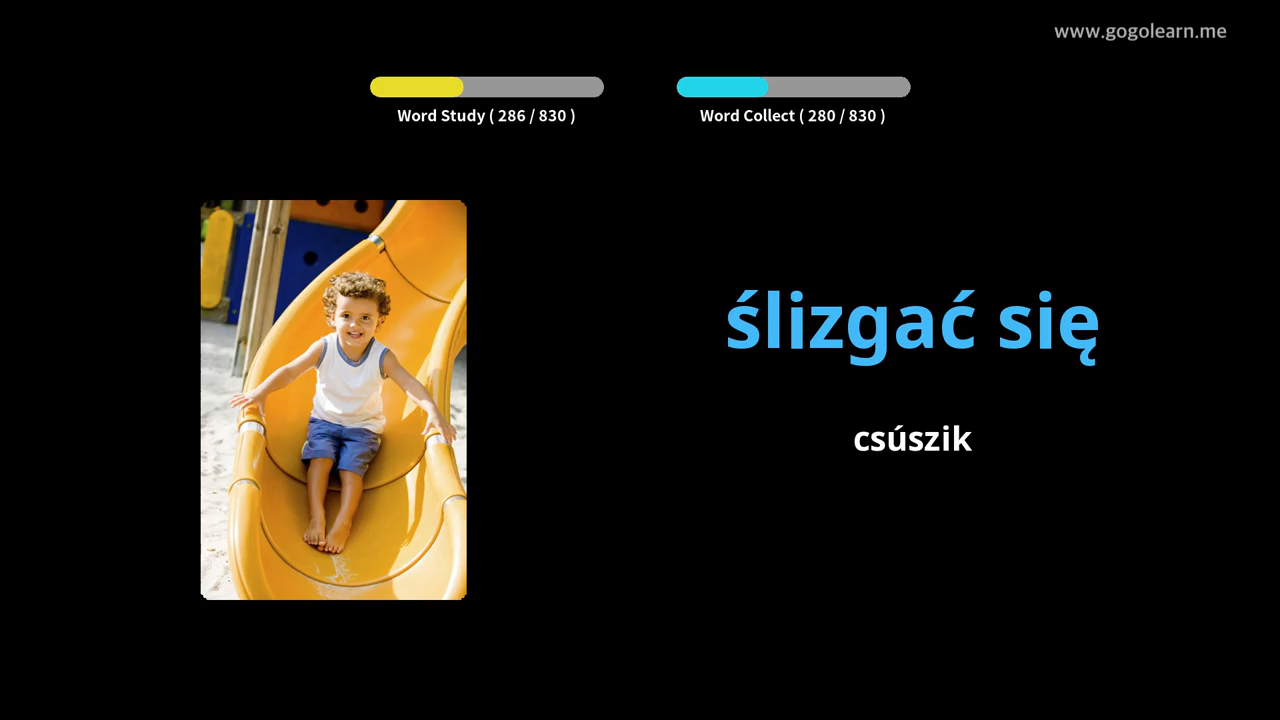 www.gogolearn.me
Word Study ( 286 / 830 )
Word Collect ( 280 / 830 )
ślizgać się
csúszik